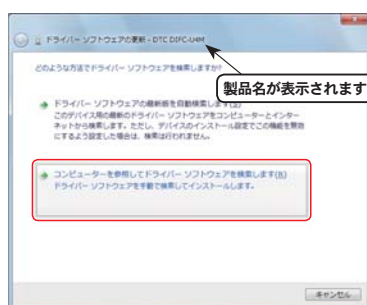 ドライバー ソフトウェアの更新 - DTC DIFC-U4M
どのような方法でドライバー ソフトウェアを検索しますか?
製品名が表示されます
ドライバー ソフトウェアの最新版を自動検索します(S)
このデバイス用の最新のドライバー ソフトウェアをコンピューターとインター
ネットから検索します。ただし、デバイスのインストール設定でこの機能を無効
にするよう設定した場合は、検索は行われません。
コンピューターを参照してドライバー ソフトウェアを検索します(R)
ドライバー ソフトウェアを手動で検索してインストールします。
キャンセル